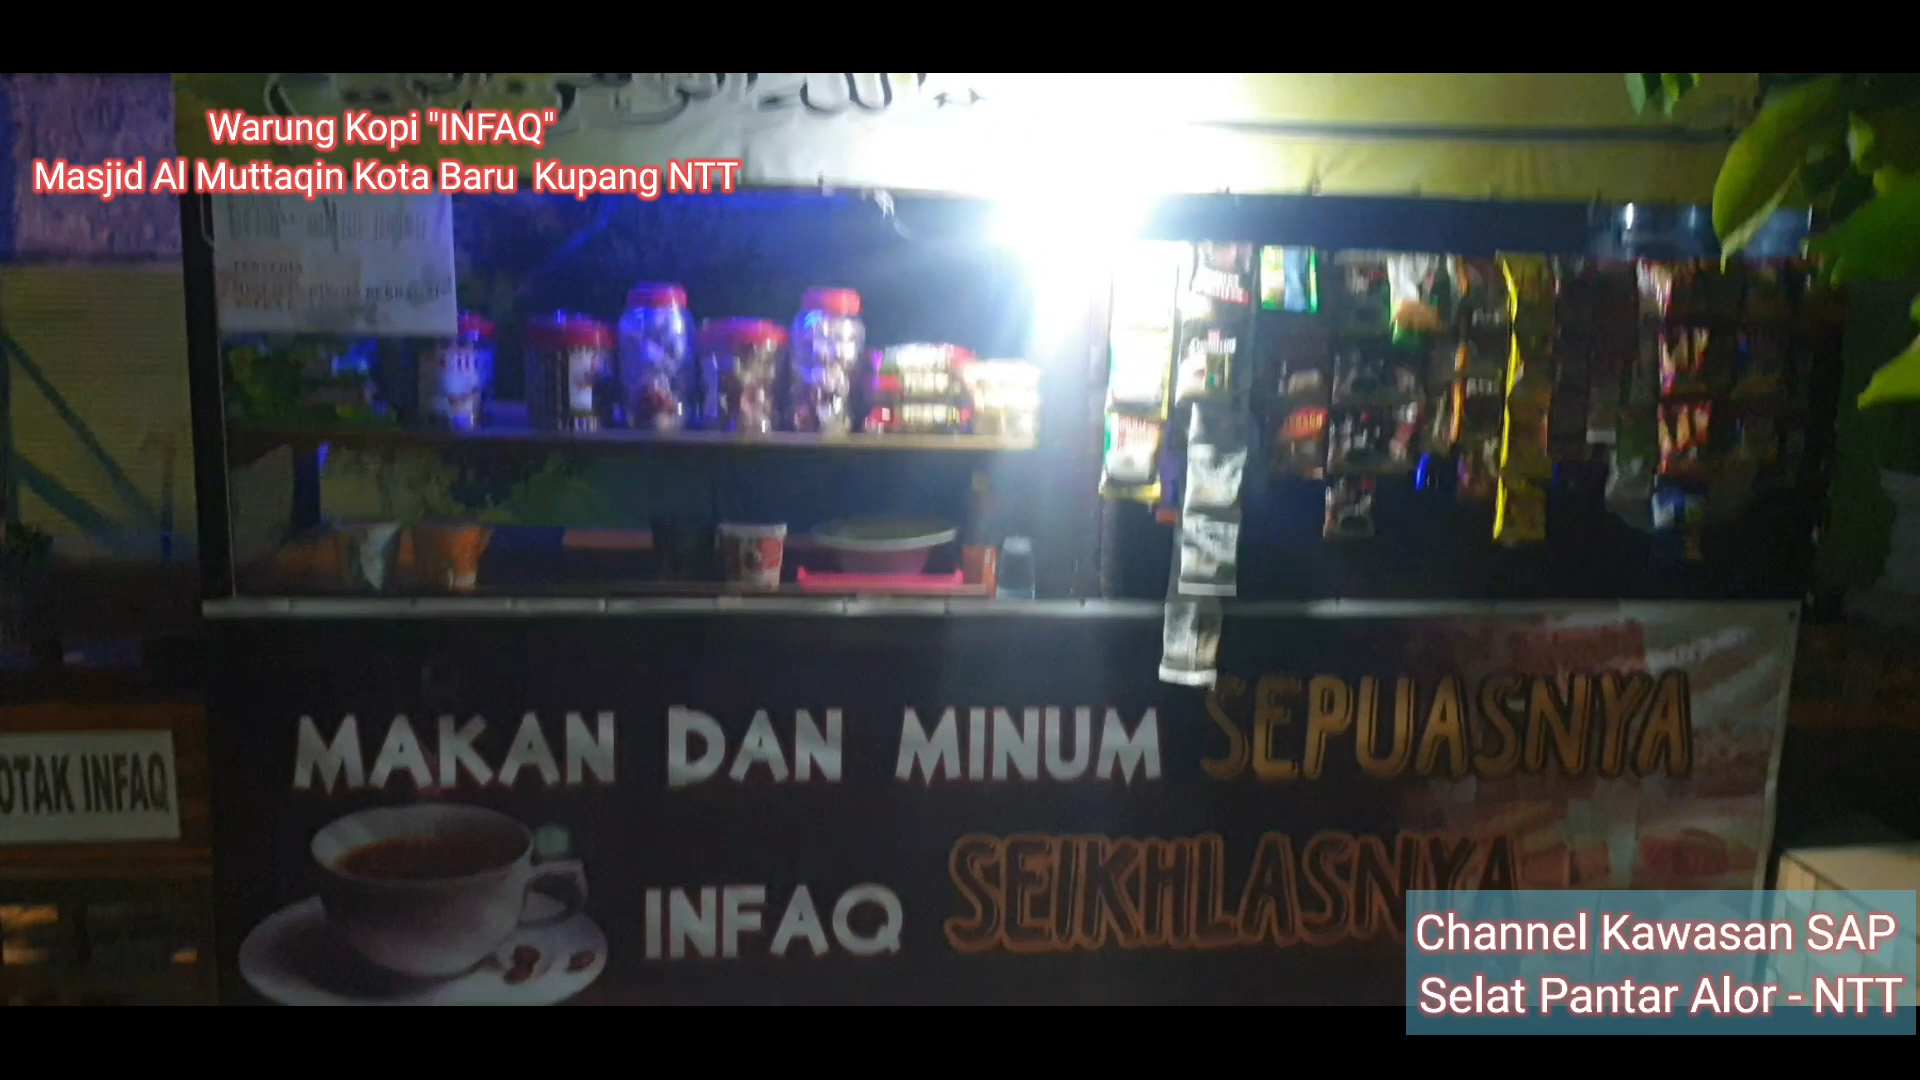 Warung Kopi "INFAQ"
Masjid Al Muttaqin Kota Baru Kupang NTT
MAKAN DAN MINUM SEPUASNYA
OTAK INFAQ
INFAQ SEIKHLASNYA
Channel Kawasan SAP
Selat Pantar Alor - NTT